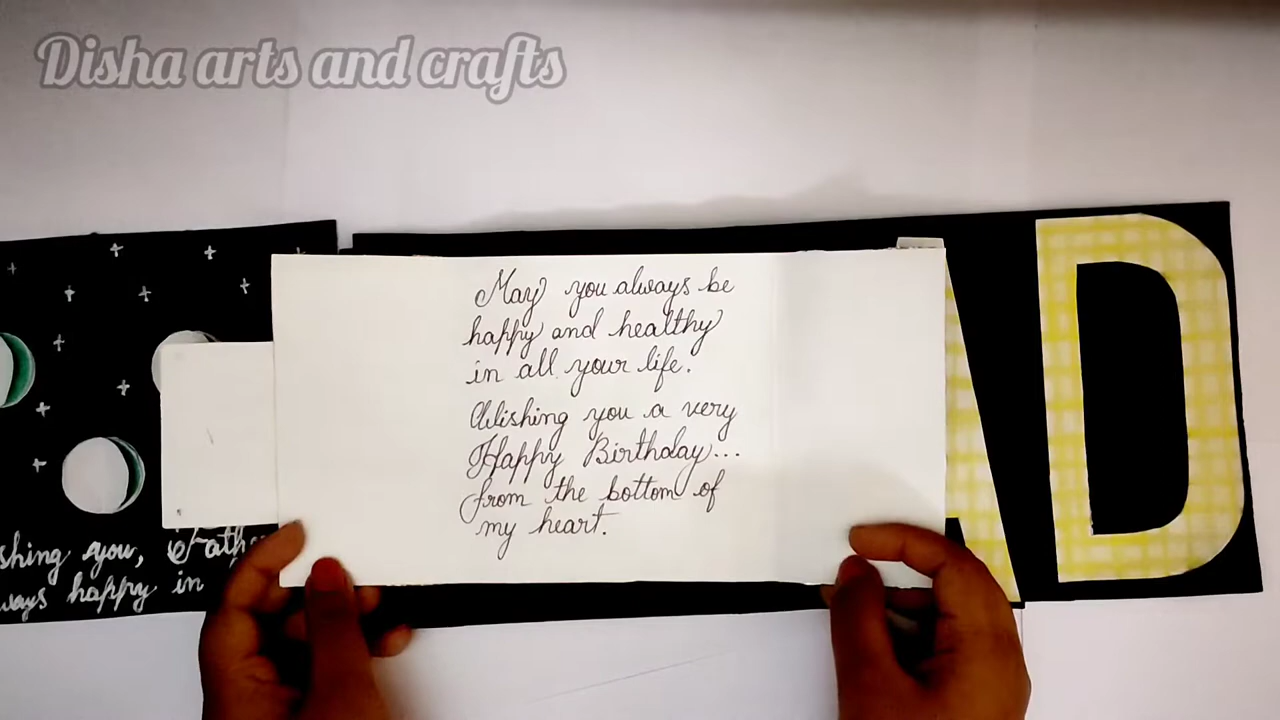 Disha arts and crafts
May you always be
happy and healthy
in all your life.
Wishing you a very
Happy Birthday...
from the bottom of
my heart.
shing you, Fathe
ways happy in
AD